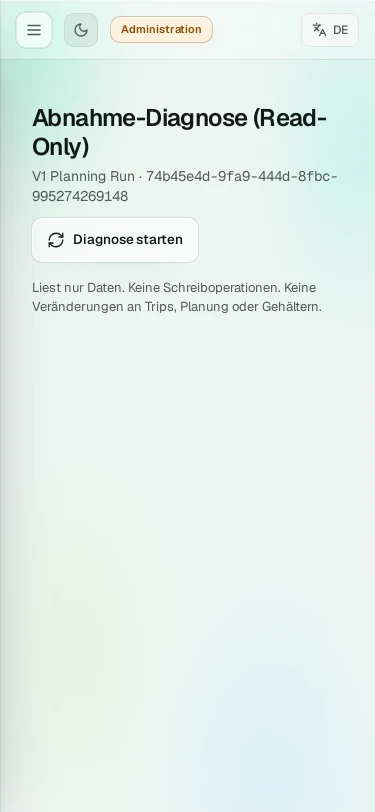 Administration
DE
Abnahme-Diagnose (Read-
Only)
V1 Planning Run · 74b45e4d-9fa9-444d-8fbc-
995274269148
Diagnose starten
Liest nur Daten. Keine Schreiboperationen. Keine
Veränderungen an Trips, Planung oder Gehältern.